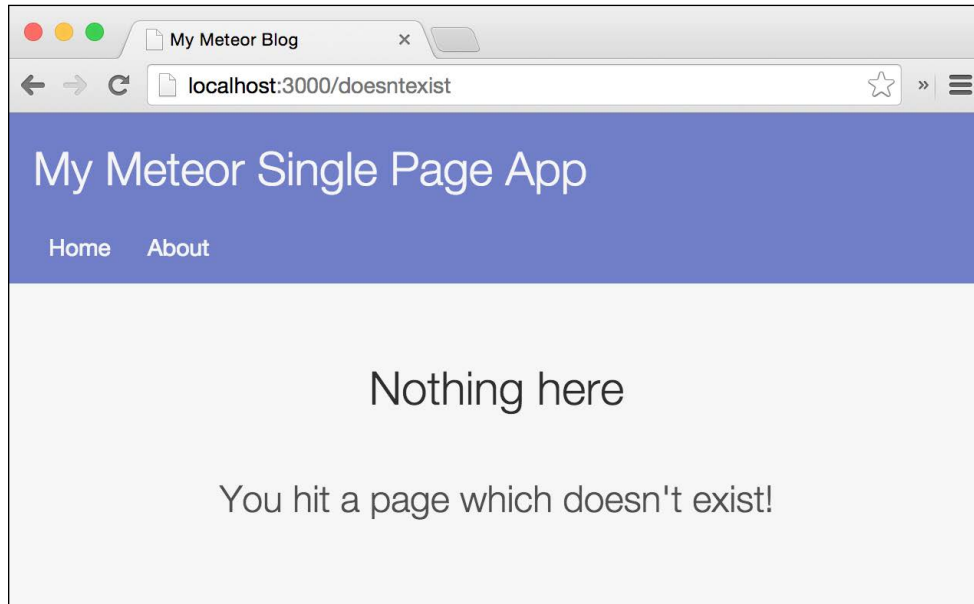 My Meteor Blog
localhost:3000/doesntexist
My Meteor Single Page App
Home About
Nothing here
You hit a page which doesn't exist!